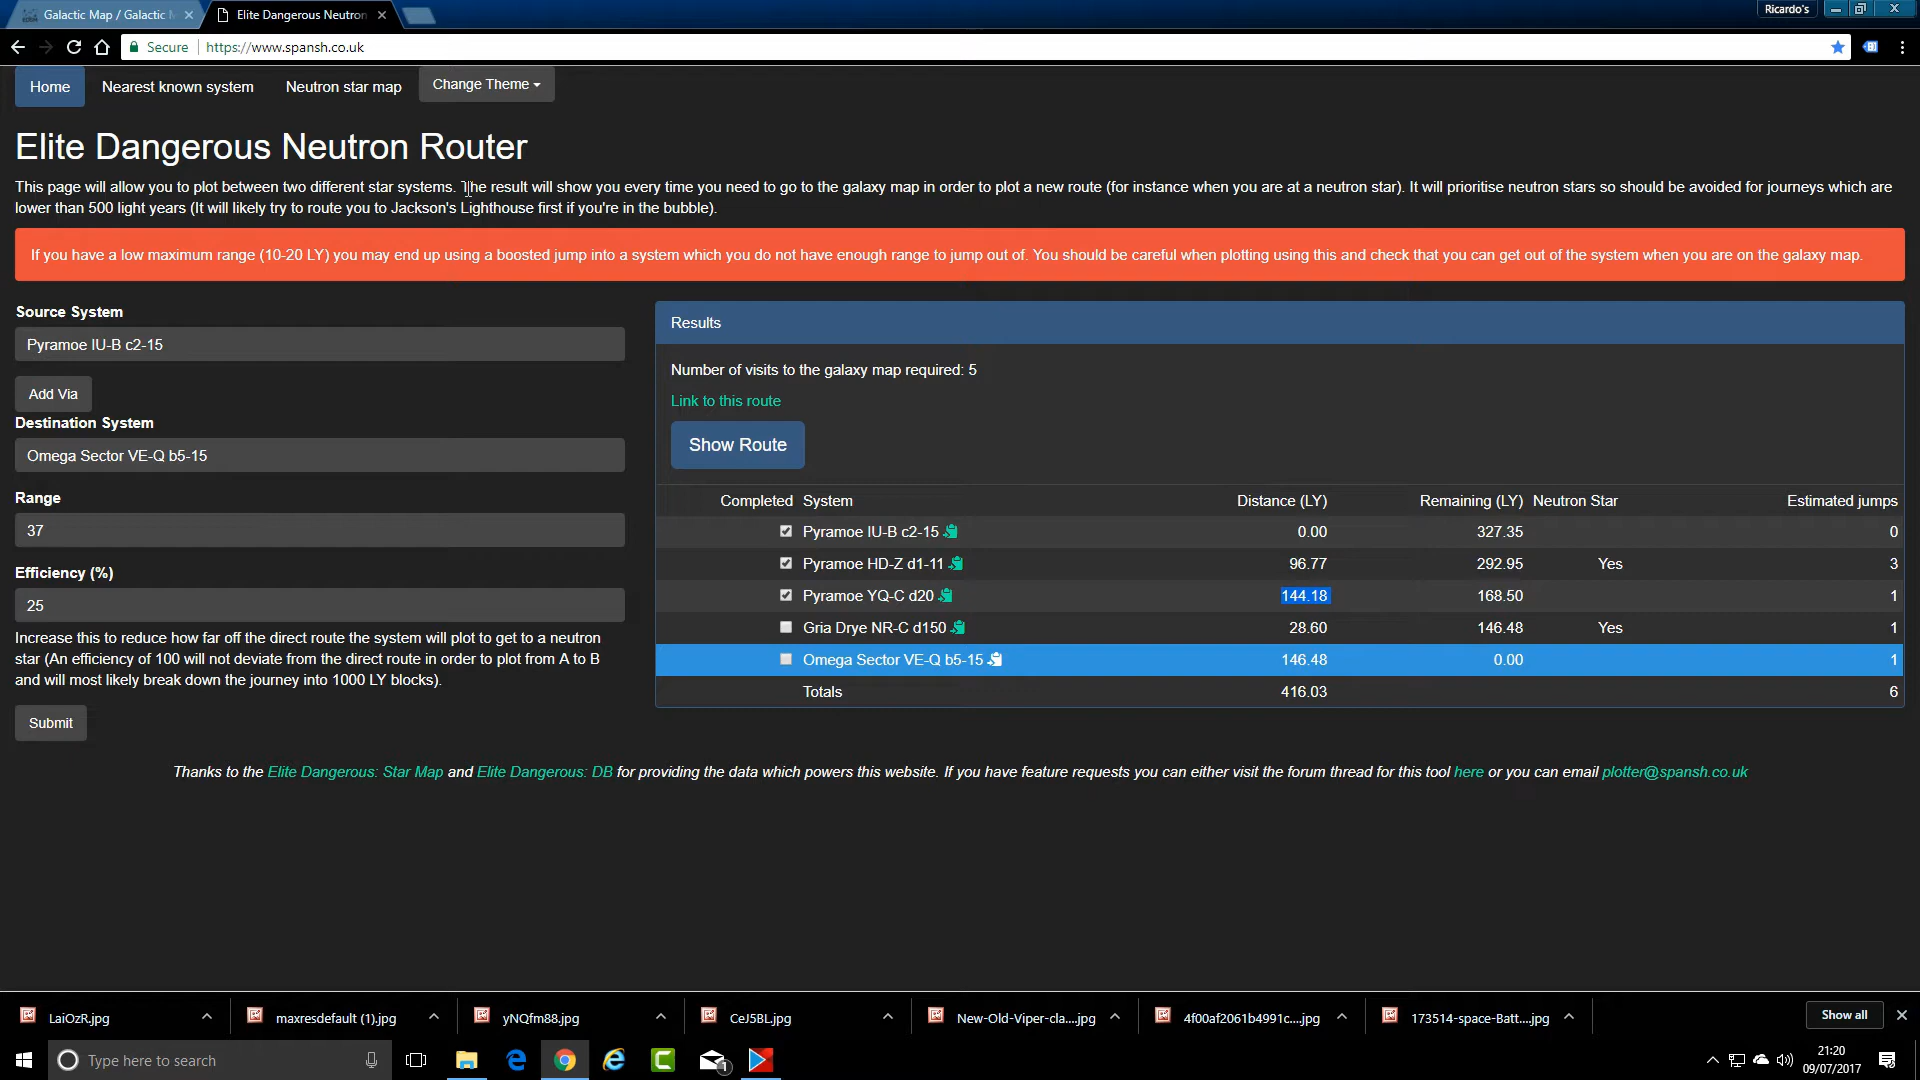 Galactic Map / Galactic M
Elite Dangerous Neutron
Ricardo's
Secure
https://www.spansh.co.uk
Home
Nearest known system
Neutron star map
Change Theme
Elite Dangerous Neutron Router
This page will allow you to plot between two different star systems. The result will show you every time you need to go to the galaxy map in order to plot a new route (for instance when you are at a neutron star). It will prioritise neutron stars so should be avoided for journeys which are
lower than 500 light years (It will likely try to route you to Jackson's Lighthouse first if you're in the bubble).
If you have a low maximum range (10-20 LY) you may end up using a boosted jump into a system which you do not have enough range to jump out of. You should be careful when plotting using this and check that you can get out of the system when you are on the galaxy map.
Source System
Pyramoe IU-B c2-15
Add Via
Destination System
Omega Sector VE-Q b5-15
Range
37
Efficiency (%)
25
Increase this to reduce how far off the direct route the system will plot to get to a neutron
star (An efficiency of 100 will not deviate from the direct route in order to plot from A to B
and will most likely break down the journey into 1000 LY blocks).
Submit
Results
Number of visits to the galaxy map required: 5
Link to this route
Show Route
Completed System Distance (LY) Remaining (LY) Neutron Star Estimated jumps
Pyramoe IU-B c2-15 0.00 327.35 0
Pyramoe HD-Z d1-11 96.77 292.95 Yes 3
Pyramoe YQ-C d20 144.18 168.50 1
Gria Drye NR-C d150 28.60 146.48 Yes 1
Omega Sector VE-Q b5-15 146.48 0.00 1
Totals 416.03 6
Thanks to the Elite Dangerous: Star Map and Elite Dangerous: DB for providing the data which powers this website. If you have feature requests you can either visit the forum thread for this tool here or you can email plotter@spansh.co.uk
LaiOzR.jpg
maxresdefault (1).jpg
yNQfm88.jpg
CeJ5BL.jpg
New-Old-Viper-cla....jpg
4f00af2061b4991c....jpg
173514-space-Batt....jpg
Show all
Type here to search
1
21:20
09/07/2017